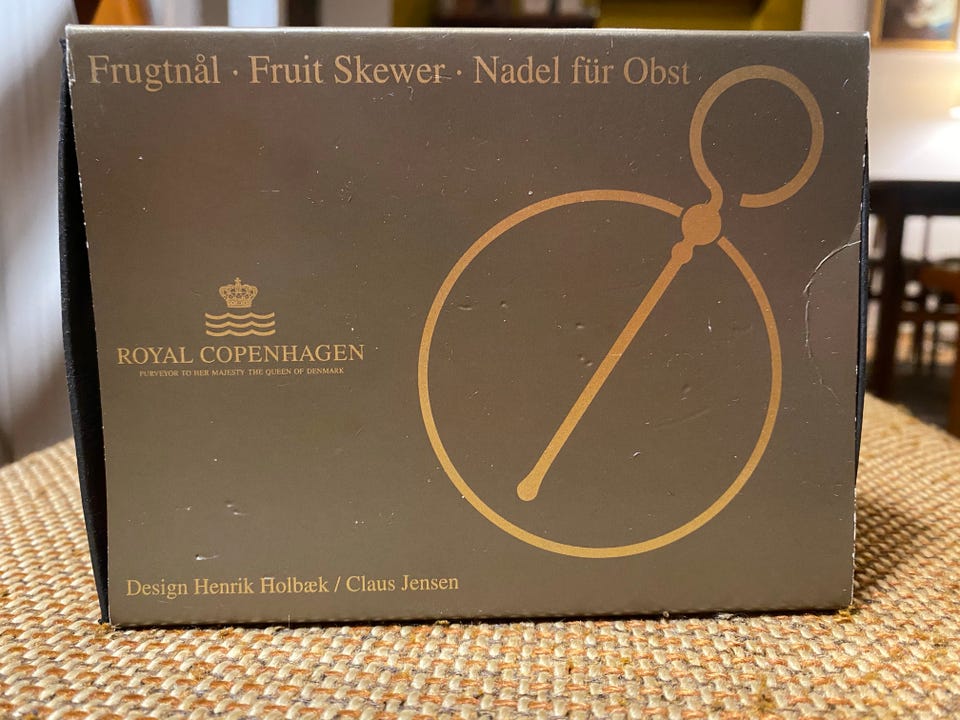 Frugtnål · Fruit Skewer · Nadel für Obst
ROYAL COPENHAGEN
PURVEYOR TO HER MAJESTY THE QUEEN OF DENMARK
Design Henrik Holbæk / Claus Jensen